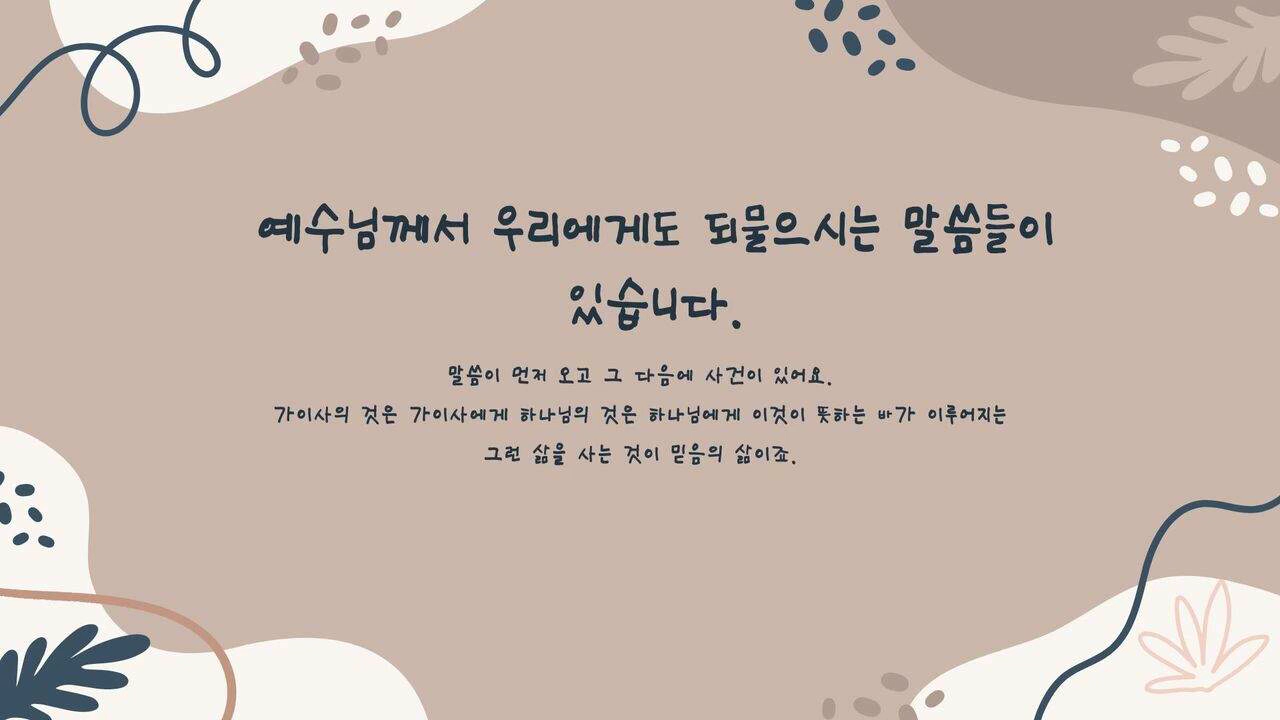 예수님께서 우리에게도 되물으시는 말씀들이
있습니다.
말씀이 먼저 오고 그 다음에 사건이 있어요.
가이사의 것은 가이사에게 하나님의 것은 하나님에게 이것이 뜻하는 바가 이루어지는
그런 삶을 사는 것이 믿음의 삶이죠.